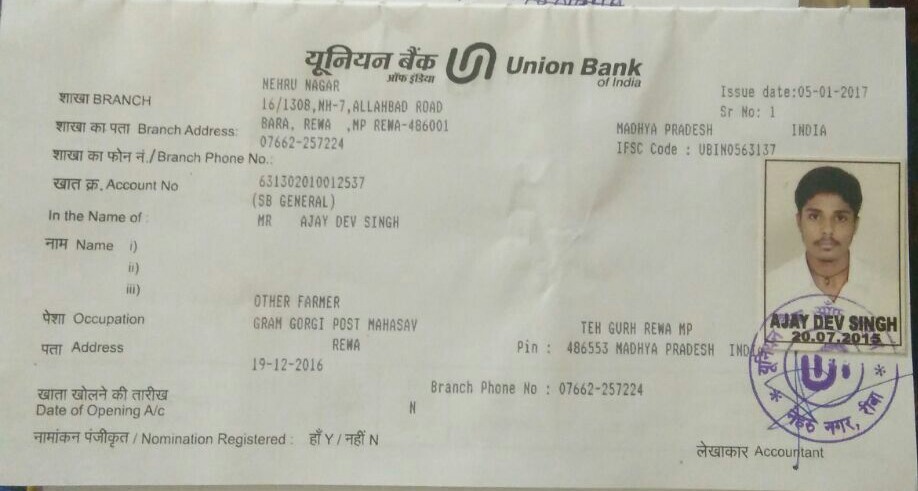 यूनियन बैंक
ऑफ इंडिया
Union Bank
of India
Issue date:05-01-2017
Sr No: 1
शाखा BRANCH NEHRU NAGAR
16/1308,MH-7,ALLAHBAD ROAD
शाखा का पता Branch Address: BARA, REWA ,MP REWA-486001
MADHYA PRADESH INDIA
शाखा का फोन नं./Branch Phone No.: 07662-257224
IFSC Code : UBIN0563137
खात क्र. Account No 631302010012537
(SB GENERAL)
In the Name of : MR AJAY DEV SINGH
नाम Name i)
ii)
iii)
पेशा Occupation OTHER FARMER
पता Address GRAM GORGI POST MAHASAV TEH GURH REWA MP
REWA Pin : 486553 MADHYA PRADESH INDIA
19-12-2016
Branch Phone No : 07662-257224
खाता खोलने की तारीख
Date of Opening A/c
N
नामांकन पंजीकृत / Nomination Registered : हाँ Y / नहीं N
लेखाकार Accountant
AJAY DEV SINGH
20.07.2015
नेहरू नगर, रीवा